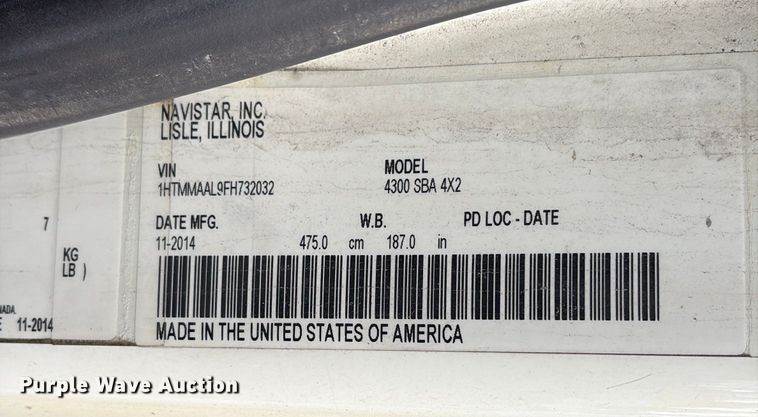 NAVISTAR, INC.
LISLE, ILLINOIS
VIN MODEL
1HTMMAAL9FH732032 4300 SBA 4X2
DATE MFG. W.B. PD LOC - DATE
11-2014 475.0 cm 187.0 in
MADE IN THE UNITED STATES OF AMERICA
7
KG
LB )
11-2014
Purple Wave Auction